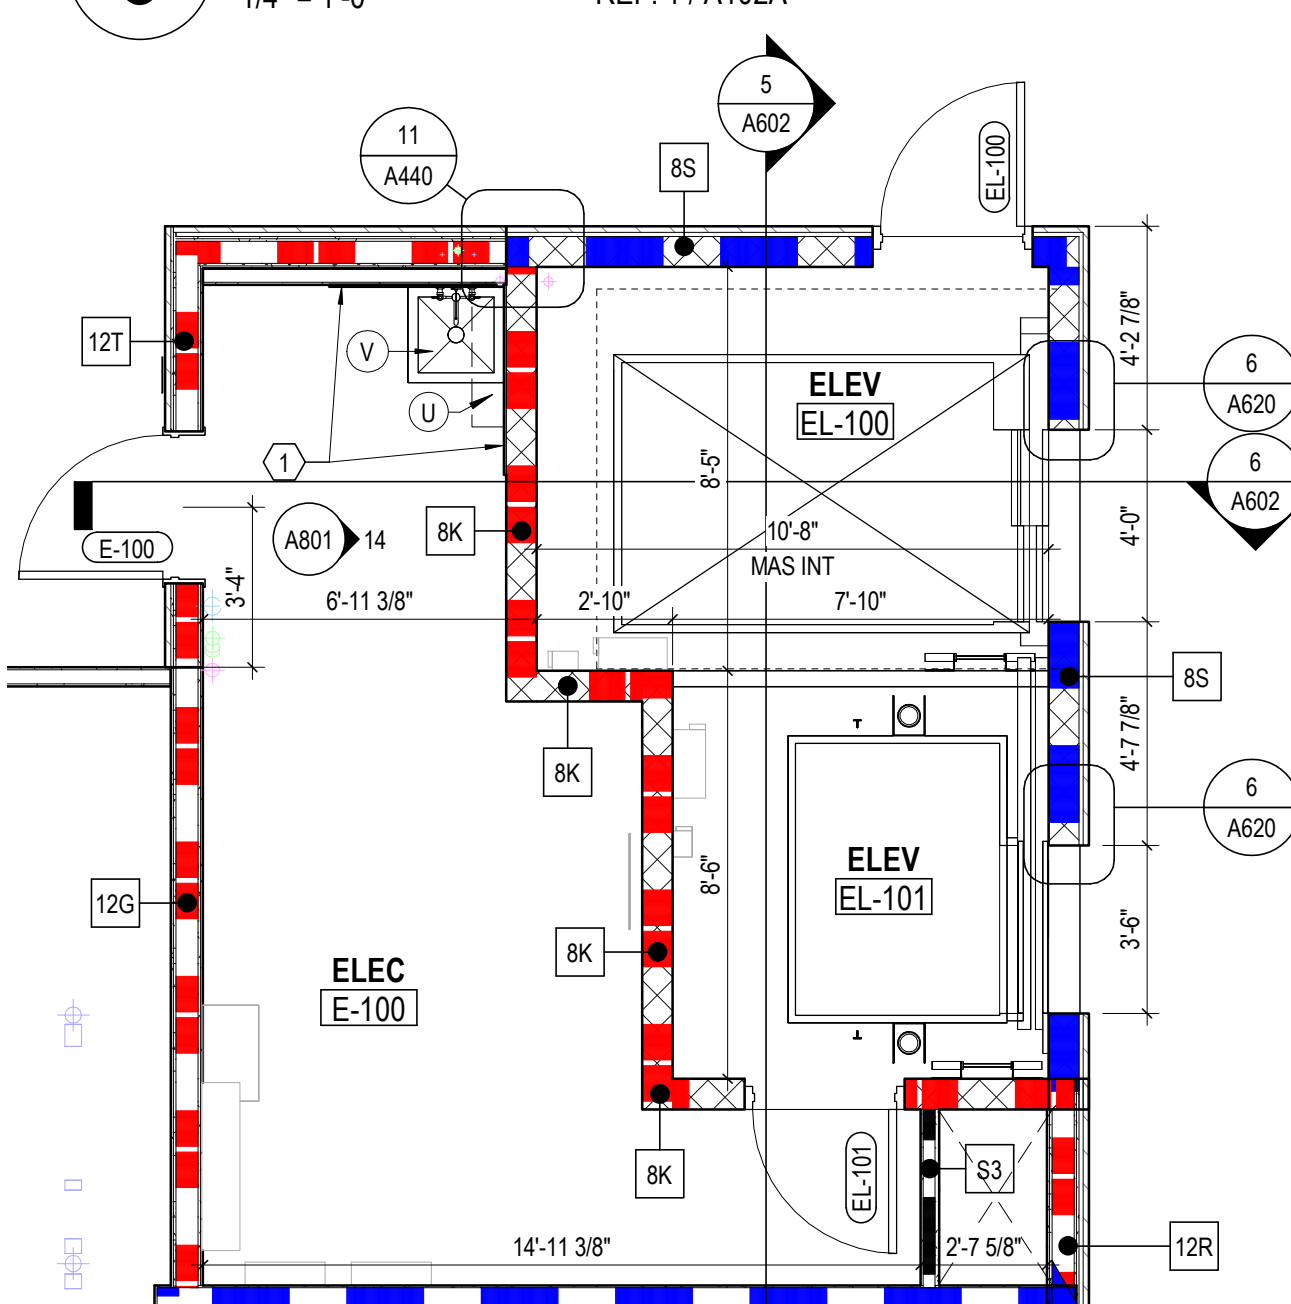 5
A602
11
A440
8S
EL-100
12T
V
U
ELEV
EL-100
4'-2 7/8"
6
A620
1
8'-5"
6
A602
E-100
A801
14
8K
10'-8"
MAS INT
4'-0"
3'-4"
6'-11 3/8"
2'-10"
7'-10"
8S
8K
4'-7 7/8"
6
A620
ELEV
EL-101
8'-6"
12G
8K
3'-6"
ELEC
E-100
8K
EL-101
S3
14'-11 3/8"
2'-7 5/8"
12R